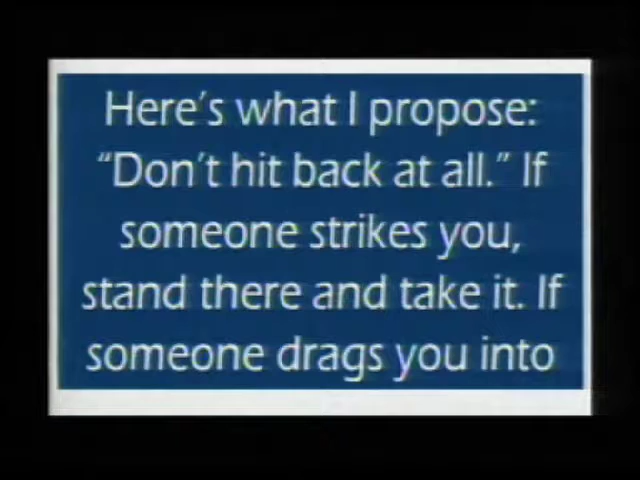 Here's what I propose:
“Don't hit back at all.” If
someone strikes you,
stand there and take it. If
someone drags you into